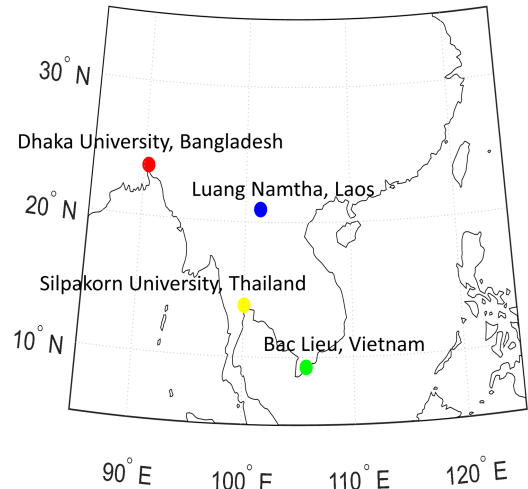 30° N
Dhaka University, Bangladesh
Luang Namtha, Laos
20° N
Silpakorn University, Thailand
10° N
Bac Lieu, Vietnam
90° E
100° E
110° E
120° E